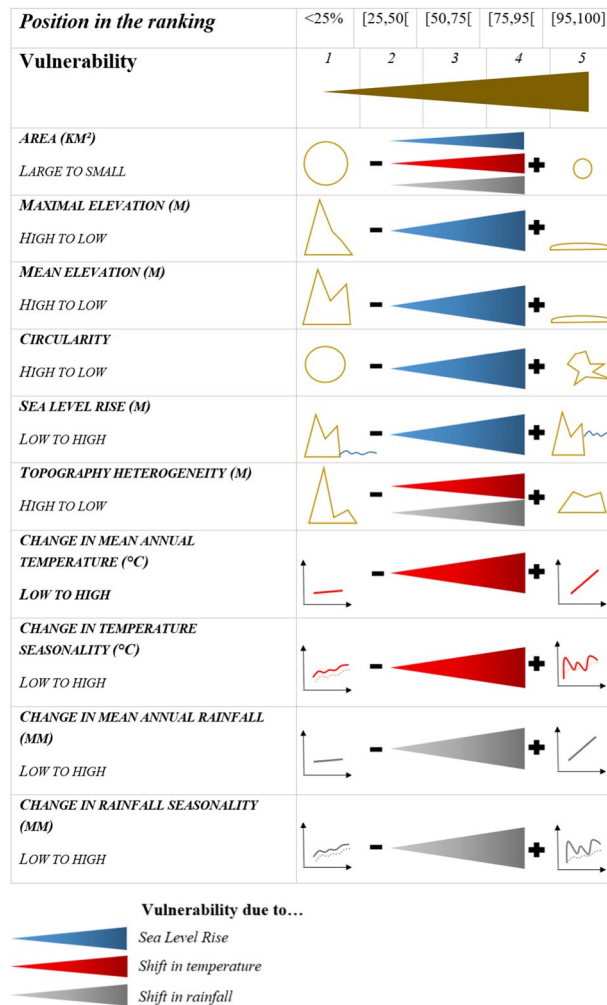 Position in the ranking <25% [25,50[ [50,75[ [75,95[ [95,100]
Vulnerability 1 2 3 4 5
AREA (KM²)
LARGE TO SMALL
MAXIMAL ELEVATION (M)
HIGH TO LOW
MEAN ELEVATION (M)
HIGH TO LOW
CIRCULARITY
HIGH TO LOW
SEA LEVEL RISE (M)
LOW TO HIGH
TOPOGRAPHY HETEROGENEITY (M)
HIGH TO LOW
CHANGE IN MEAN ANNUAL
TEMPERATURE (°C)
LOW TO HIGH
CHANGE IN TEMPERATURE
SEASONALITY (°C)
LOW TO HIGH
CHANGE IN MEAN ANNUAL RAINFALL
(MM)
LOW TO HIGH
CHANGE IN RAINFALL SEASONALITY
(MM)
LOW TO HIGH
Vulnerability due to…
Sea Level Rise
Shift in temperature
Shift in rainfall